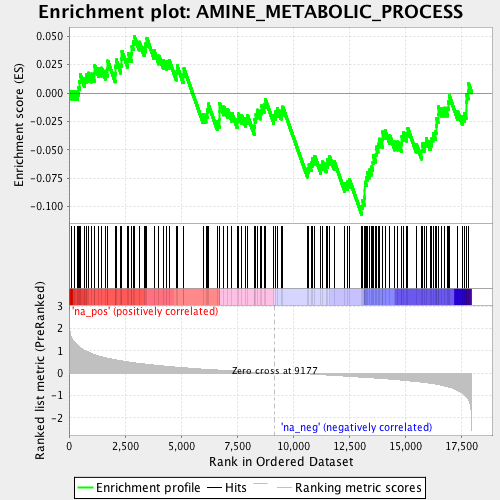 Enrichment plot: AMINE_METABOLIC_PROCESS
Enrichment score (ES)
0.050
0.025
0.000
-0.025
-0.050
-0.075
-0.100
Ranked list metric (PreRanked)
3
2
1
0
-1
-2
'na_pos' (positively correlated)
Zero cross at 9177
'na_neg' (negatively correlated)
0
2,500
5,000
7,500
10,000
12,500
15,000
17,500
Rank in Ordered Dataset
Enrichment profile
Hits
Ranking metric scores